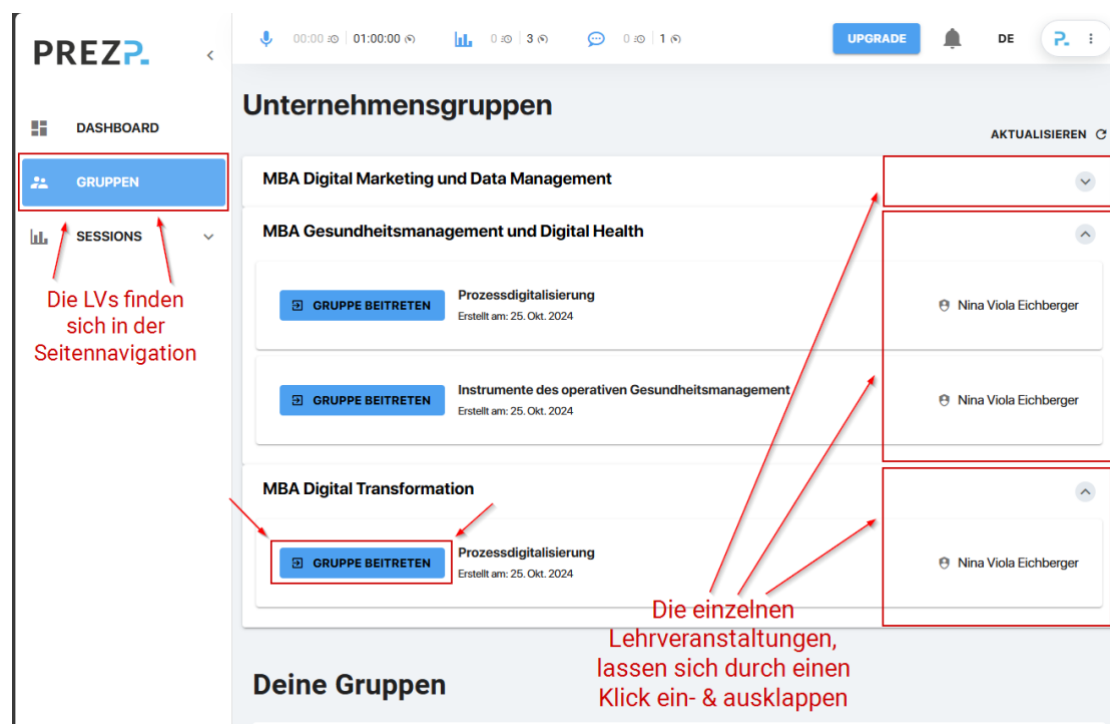 PREZP_
00:00 01:00:00 0 3 0 1 UPGRADE DE P_
DASHBOARD
GRUPPEN
SESSIONS
Die LVs finden
sich in der
Seitennavigation
Unternehmensgruppen
AKTUALISIEREN
MBA Digital Marketing und Data Management
MBA Gesundheitsmanagement und Digital Health
GRUPPE BEITRETEN
Prozessdigitalisierung
Erstellt am: 25. Okt. 2024
Nina Viola Eichberger
GRUPPE BEITRETEN
Instrumente des operativen Gesundheitsmanagement
Erstellt am: 25. Okt. 2024
Nina Viola Eichberger
MBA Digital Transformation
GRUPPE BEITRETEN
Prozessdigitalisierung
Erstellt am: 25. Okt. 2024
Nina Viola Eichberger
Die einzelnen
Lehrveranstaltungen,
lassen sich durch einen
Klick ein- & ausklappen
Deine Gruppen